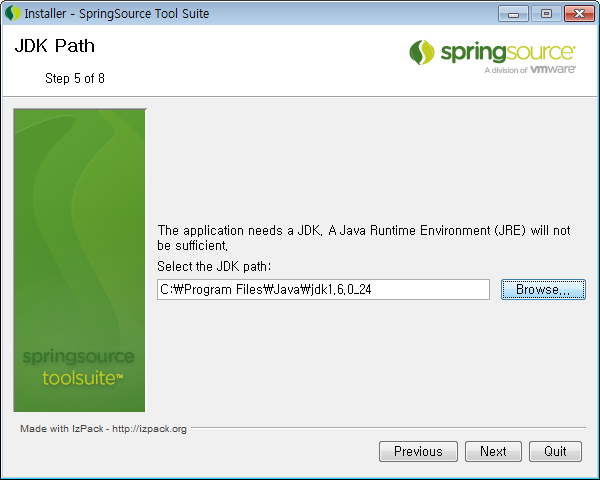 Installer - SpringSource Tool Suite
JDK Path
Step 5 of 8
springsource
A division of vmware
The application needs a JDK. A Java Runtime Environment (JRE) will not
be sufficient.
Select the JDK path:
C:₩Program Files₩Java₩jdk1.6.0_24
Browse...
springsource
toolsuite™
Made with IzPack - http://izpack.org
Previous
Next
Quit